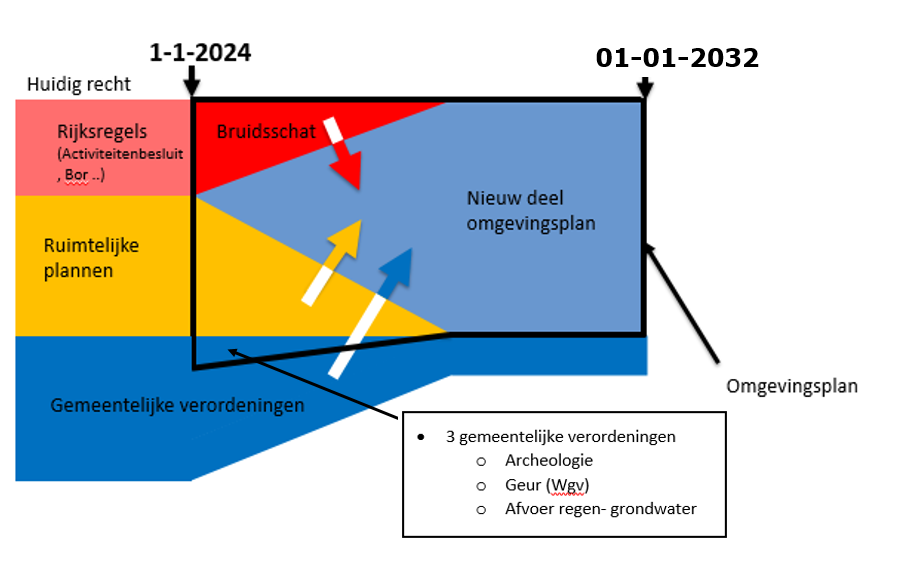 1-1-2024
01-01-2032
Huidig recht
Rijksregels
(Activiteitenbesluit
, Bor ..)
Bruidsschat
Nieuw deel
omgevingsplan
Ruimtelijke
plannen
Omgevingsplan
Gemeentelijke verordeningen
• 3 gemeentelijke verordeningen
o Archeologie
o Geur (Wgv)
o Afvoer regen- grondwater